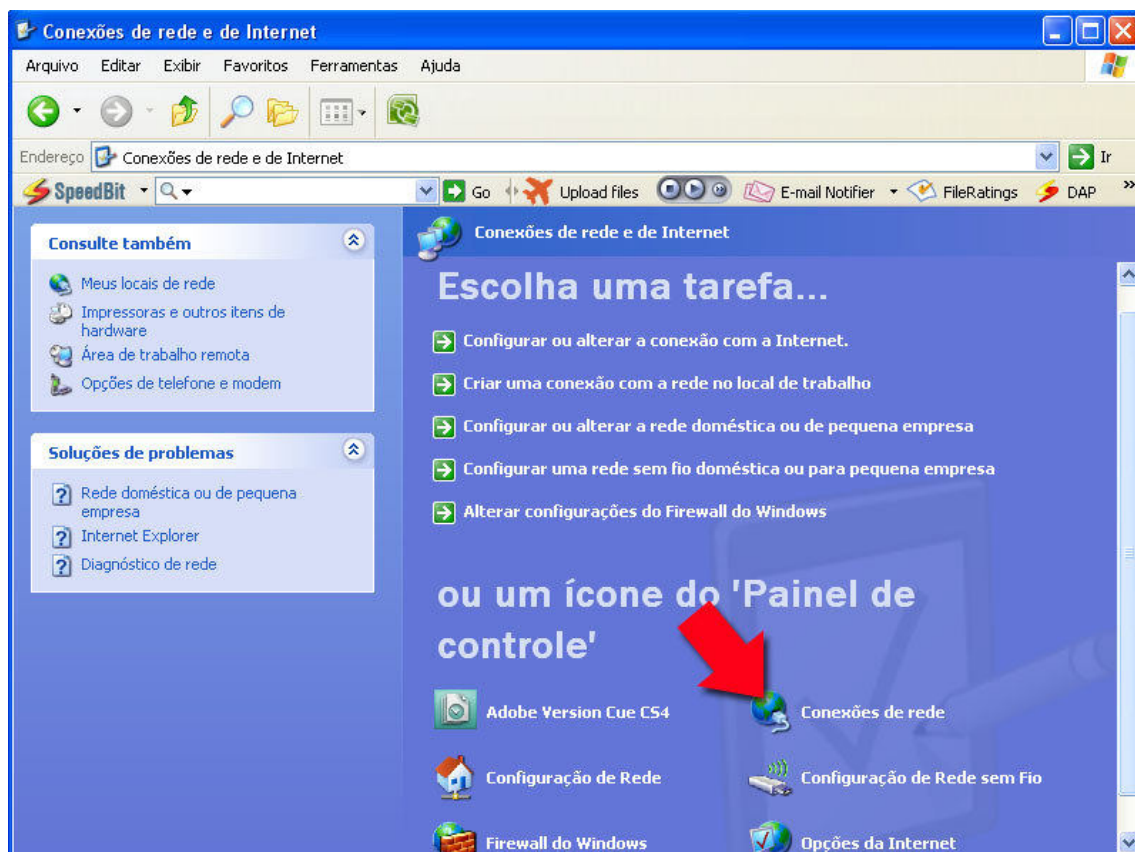 Conexões de rede e de Internet
Arquivo Editar Exibir Favoritos Ferramentas Ajuda
Endereço Conexões de rede e de Internet Ir
SpeedBit Go Upload files E-mail Notifier FileRatings DAP »
Consulte também
Meus locais de rede
Impressoras e outros itens de
hardware
Área de trabalho remota
Opções de telefone e modem
Soluções de problemas
Rede doméstica ou de pequena
empresa
Internet Explorer
Diagnóstico de rede
Conexões de rede e de Internet
Escolha uma tarefa...
Configurar ou alterar a conexão com a Internet.
Criar uma conexão com a rede no local de trabalho
Configurar ou alterar a rede doméstica ou de pequena empresa
Configurar uma rede sem fio doméstica ou para pequena empresa
Alterar configurações do Firewall do Windows
ou um ícone do 'Painel de
controle'
Adobe Version Cue CS4 Conexões de rede
Configuração de Rede Configuração de Rede sem Fio
Firewall do Windows Opções da Internet